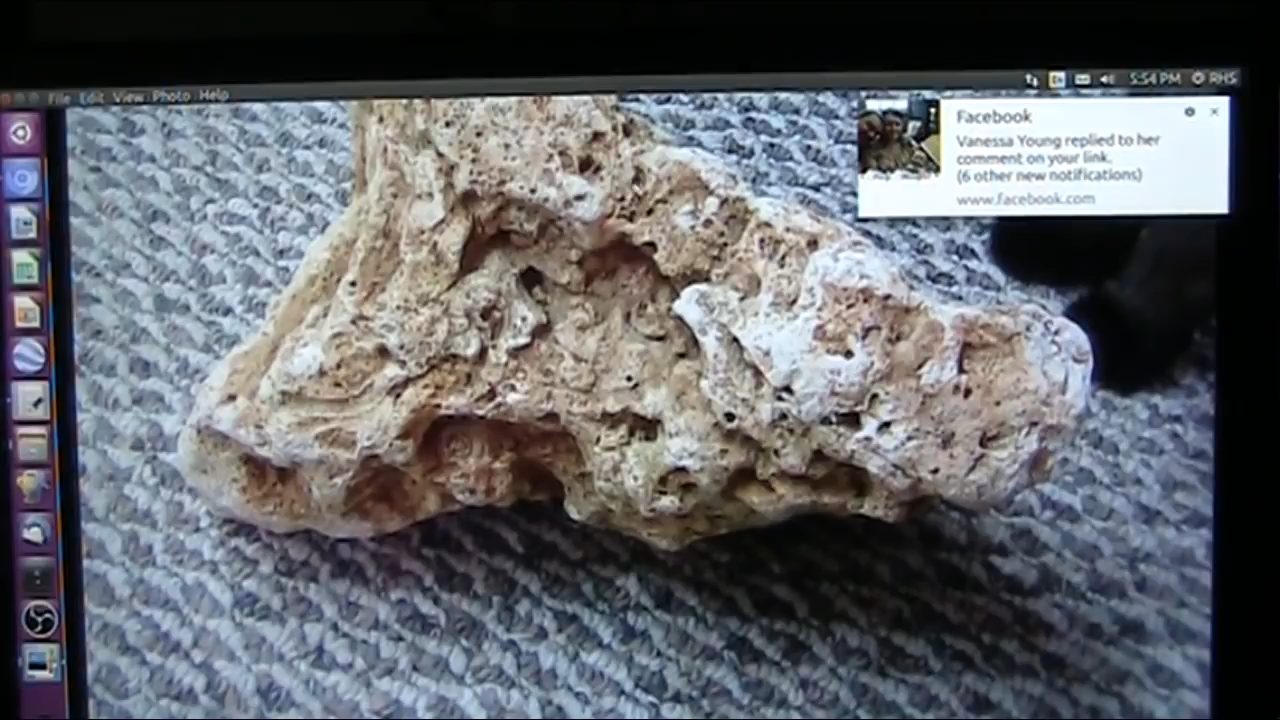 File Edit View Photo Help
5:54 PM RHS
Facebook
Vanessa Young replied to her
comment on your link.
(6 other new notifications)
www.facebook.com